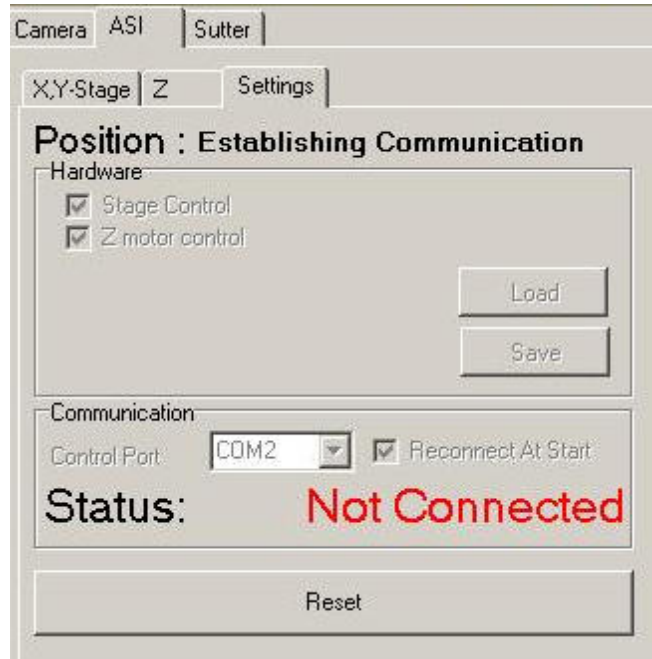 Camera ASI Sutter
X,Y-Stage Z Settings
Position : Establishing Communication
Hardware
Stage Control
Z motor control
Load
Save
Communication
Control Port COM2 Reconnect At Start
Status: Not Connected
Reset